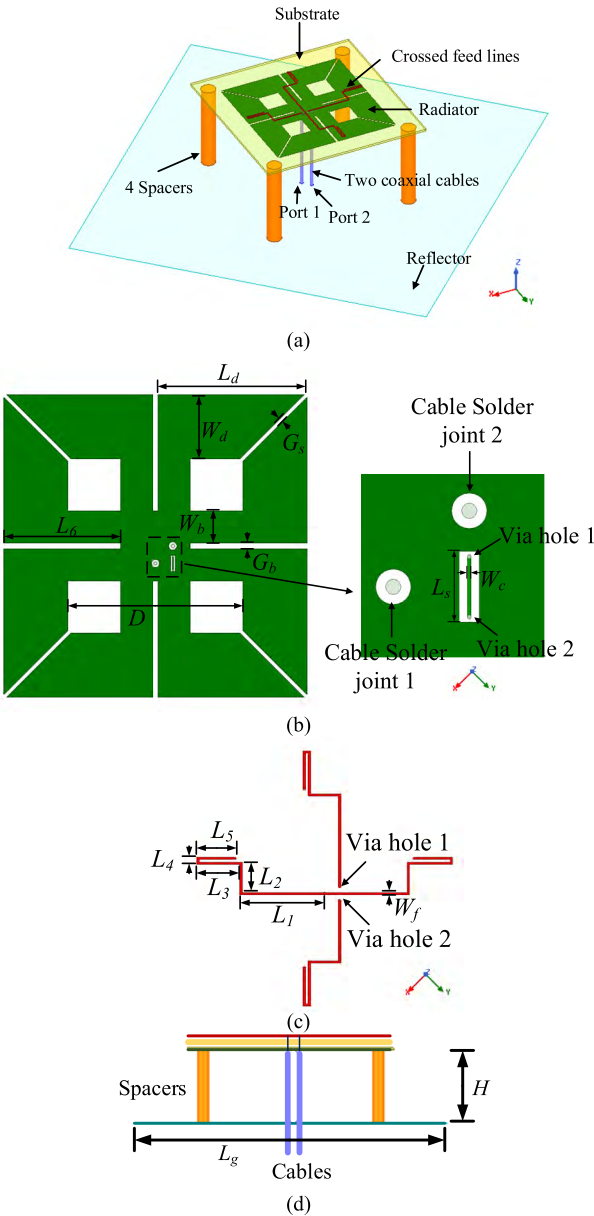 Substrate
Crossed feed lines
Radiator
4 Spacers
Two coaxial cables
Port 1
Port 2
Reflector
Z
X
Y
(a)
L_d
W_d
G_s
W_b
L_6
G_b
D
Cable Solder
joint 2
Via hole 1
L_s
W_c
Via hole 2
Cable Solder
joint 1
Z
X
Y
(b)
L_5
L_4
L_3
L_2
L_1
Via hole 1
W_f
Via hole 2
Z
X
Y
(c)
Spacers
H
L_g
Cables
(d)